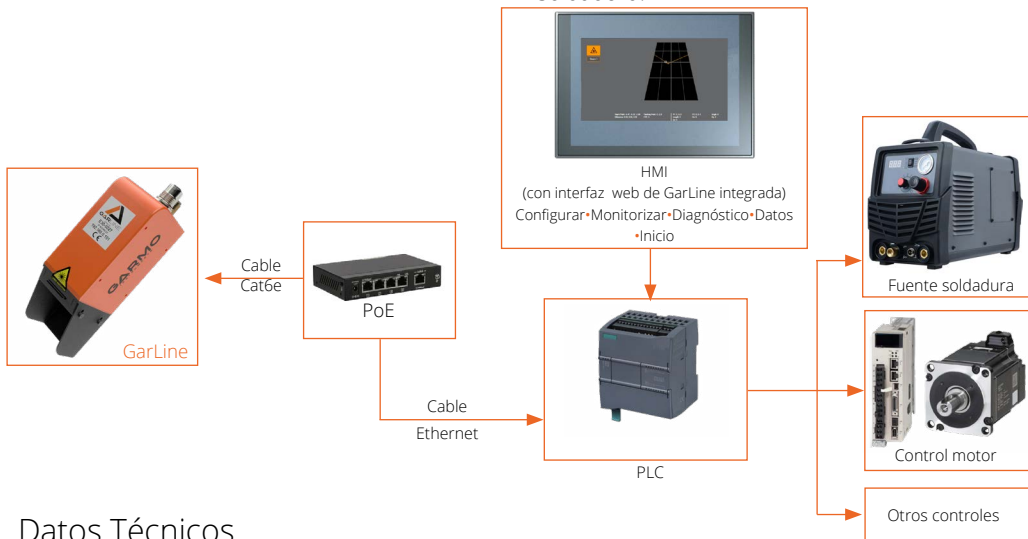 HMI
(con interfaz web de GarLine integrada)
Configurar•Monitorizar•Diagnóstico•Datos
•Inicio
GARMO
GarLine
Cable
Cat6e
PoE
Cable
Ethernet
PLC
Fuente soldadura
Control motor
Otros controles
Datos Técnicos